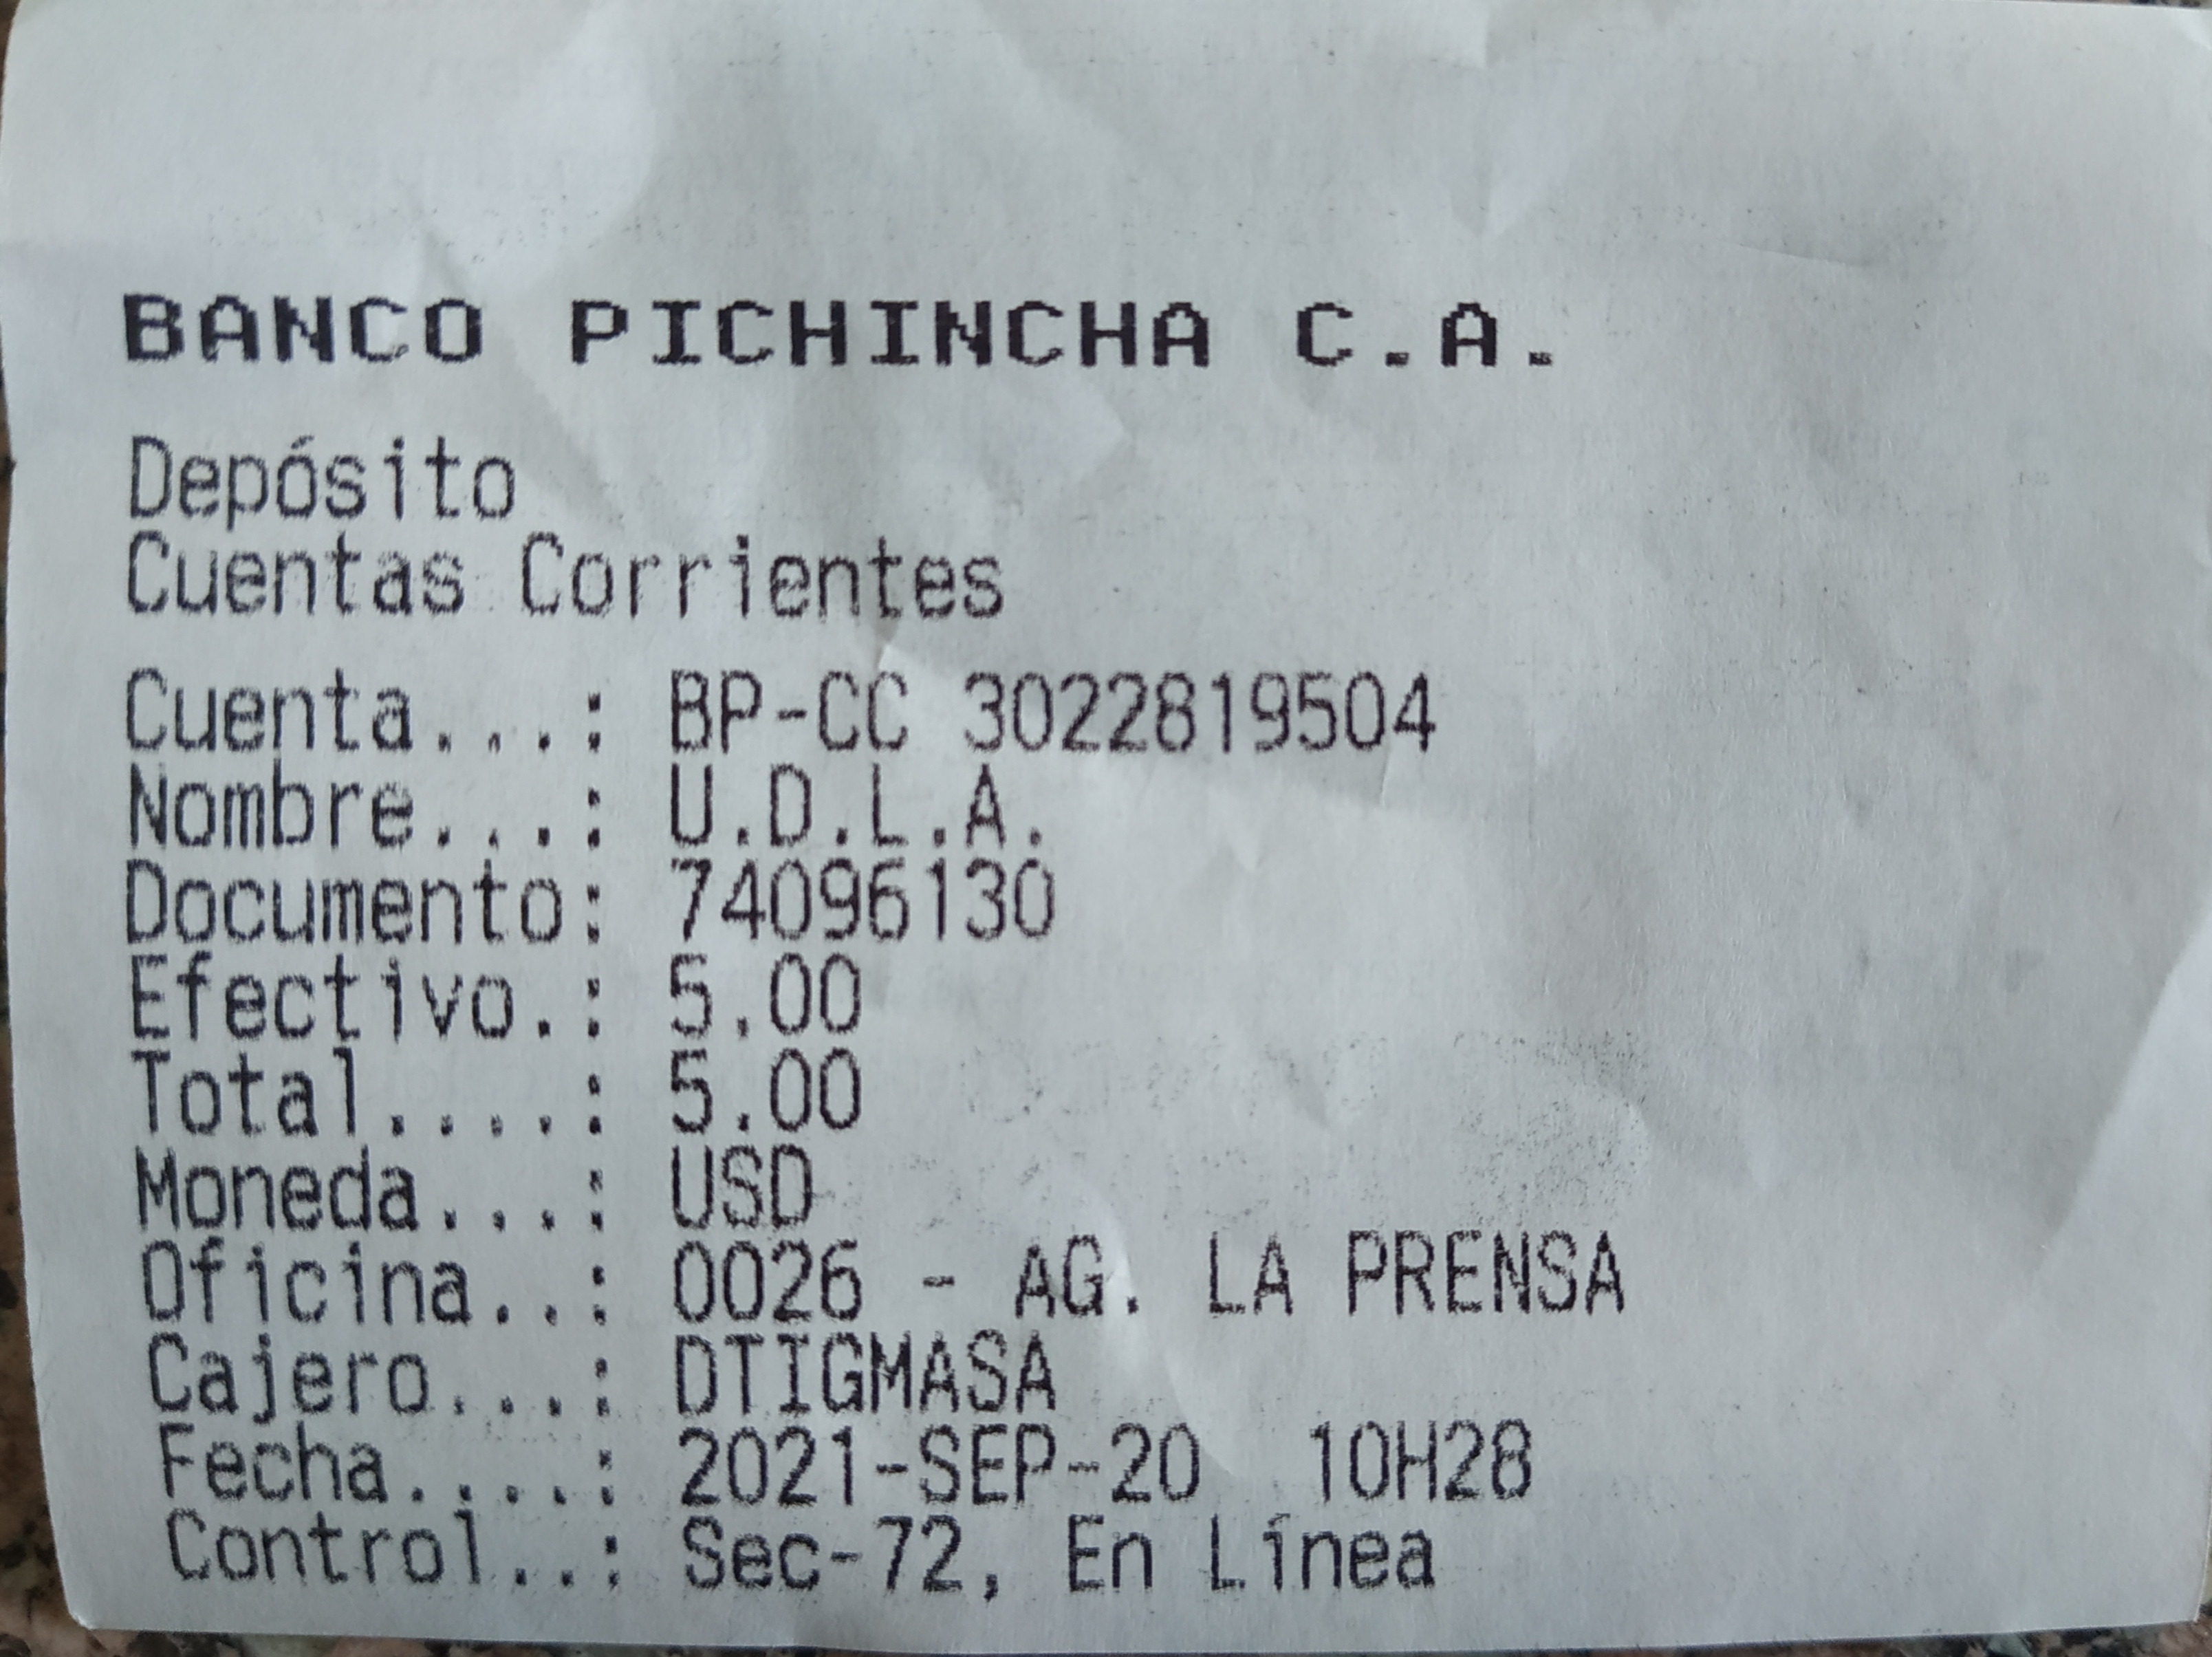 BANCO PICHINCHA C.A.
Depósito
Cuentas Corrientes
Cuenta...: BP-CC 3022819504
Nombre...: U.D.L.A.
Documento: 74096130
Efectivo.: 5.00
Total....: 5.00
Moneda...: USD
Oficina..: 0026 - AG. LA PRENSA
Cajero...: DTIGMASA
Fecha....: 2021-SEP-20  10H28
Control..: Sec-72, En Línea